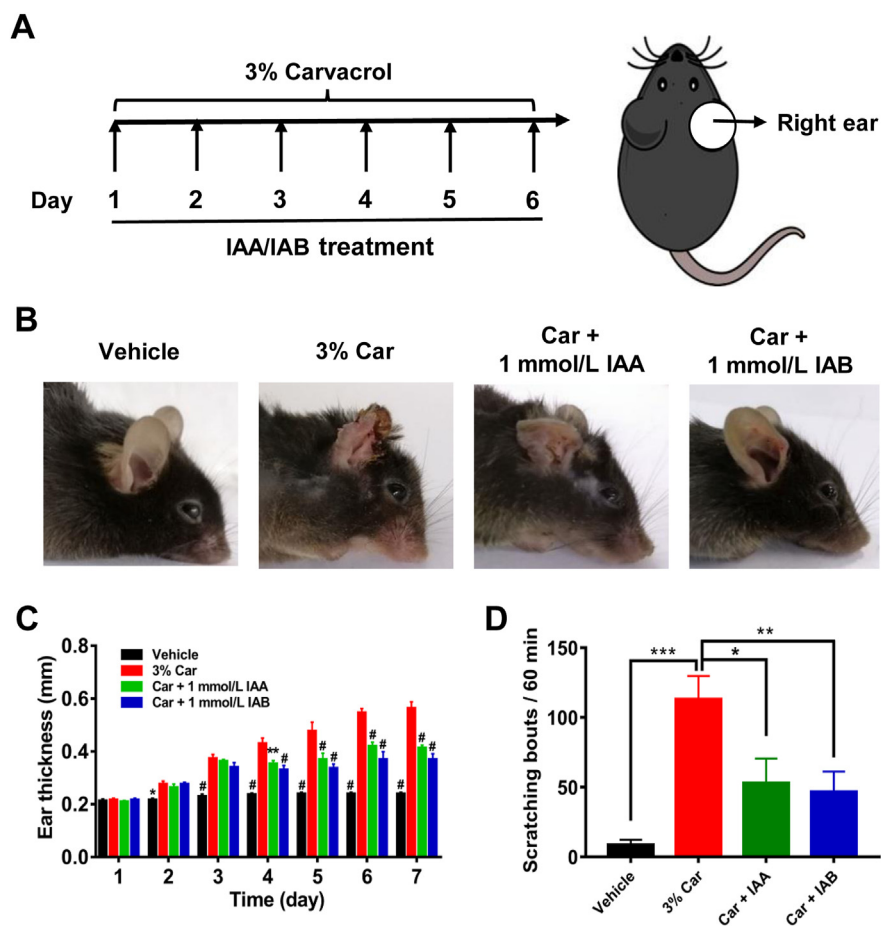 A
3% Carvacrol
Day 1 2 3 4 5 6
IAA/IAB treatment
Right ear
B
Vehicle
3% Car
Car +
1 mmol/L IAA
Car +
1 mmol/L IAB
C
Ear thickness (mm)
0.8
0.6
0.4
0.2
0.0
Vehicle
3% Car
Car + 1 mmol/L IAA
Car + 1 mmol/L IAB
*
#
#
**
#
#
#
#
#
#
#
#
#
#
1 2 3 4 5 6 7
Time (day)
D
Scratching bouts / 60 min
150
100
50
0
***
*
**
Vehicle
3% Car
Car + IAA
Car + IAB